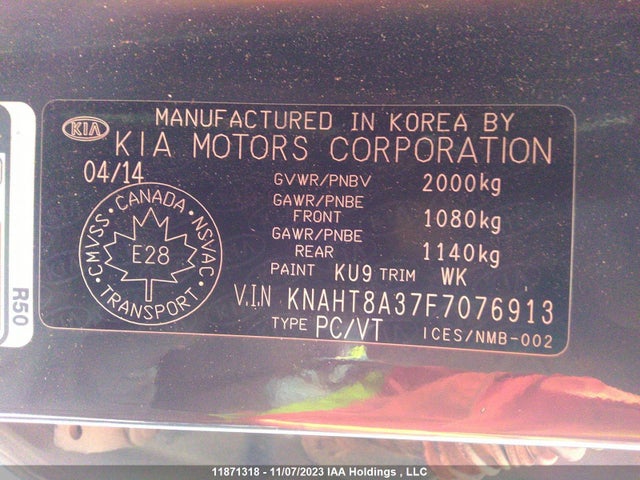 MANUFACTURED IN KOREA BY
KIA KIA MOTORS CORPORATION
04/14
GVWR/PNBV 2000kg
GAWR/PNBE
FRONT 1080kg
GAWR/PNBE
REAR 1140kg
PAINT KU9 TRIM WK
CMVSS · CANADA · NSVAC · TRANSPORT
E28
V.I.N KNAHT8A37F7076913
TYPE PC/VT ICES/NMB-002
R50
11871318 - 11/07/2023 IAA Holdings , LLC